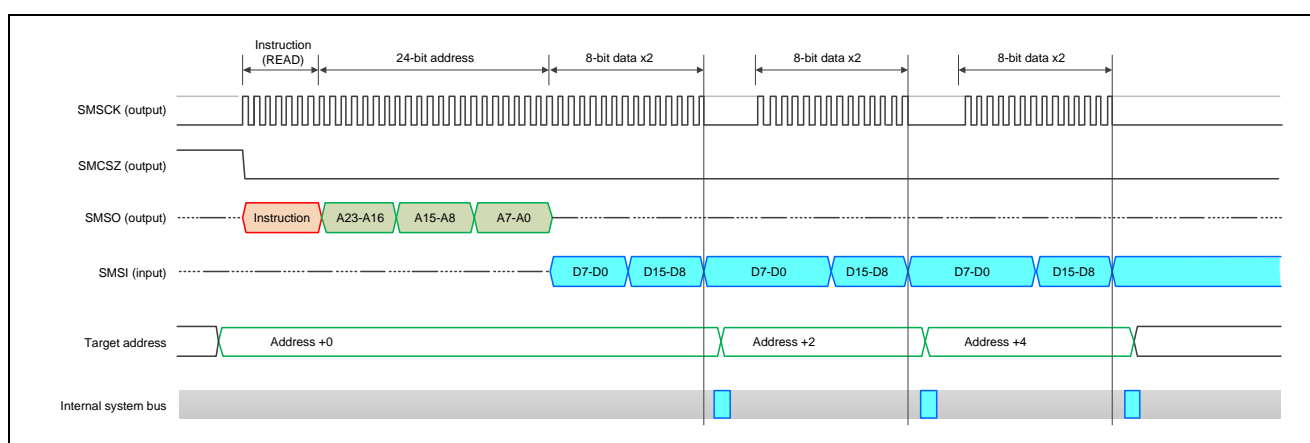 Instruction
(READ)
24-bit address
8-bit data x2
8-bit data x2
8-bit data x2
SMSCK (output)
SMCSZ (output)
SMSO (output)
Instruction
A23-A16
A15-A8
A7-A0
SMSI (input)
D7-D0
D15-D8
D7-D0
D15-D8
D7-D0
D15-D8
Target address
Address +0
Address +2
Address +4
Internal system bus